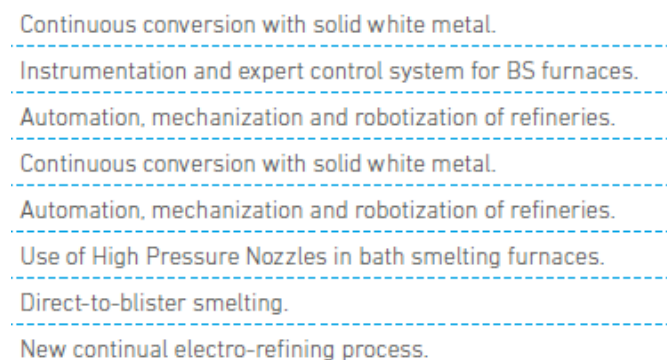 Continuous conversion with solid white metal.
Instrumentation and expert control system for BS furnaces.
Automation, mechanization and robotization of refineries.
Continuous conversion with solid white metal.
Automation, mechanization and robotization of refineries.
Use of High Pressure Nozzles in bath smelting furnaces.
Direct-to-blister smelting.
New continual electro-refining process.